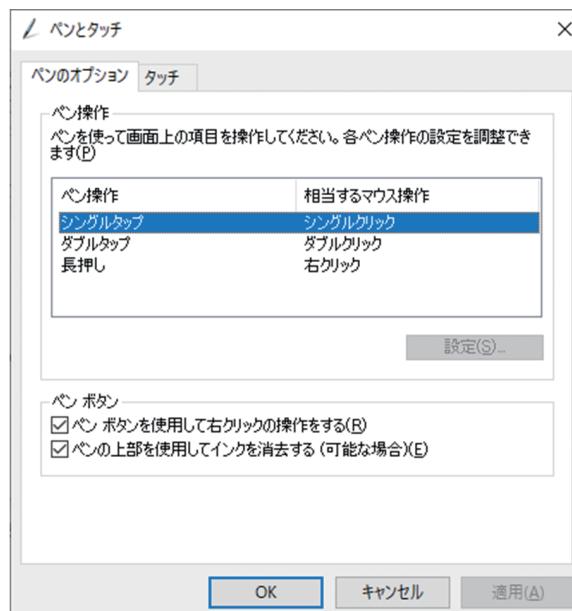 ペンとタッチ
ペンのオプション タッチ
ペン操作
ペンを使って画面上の項目を操作してください。各ペン操作の設定を調整でき
ます(P)
ペン操作 相当するマウス操作
シングルタップ シングルクリック
ダブルタップ ダブルクリック
長押し 右クリック
設定(S)...
ペン ボタン
ペン ボタンを使用して右クリックの操作をする(R)
ペンの上部を使用してインクを消去する (可能な場合)(E)
OK キャンセル 適用(A)